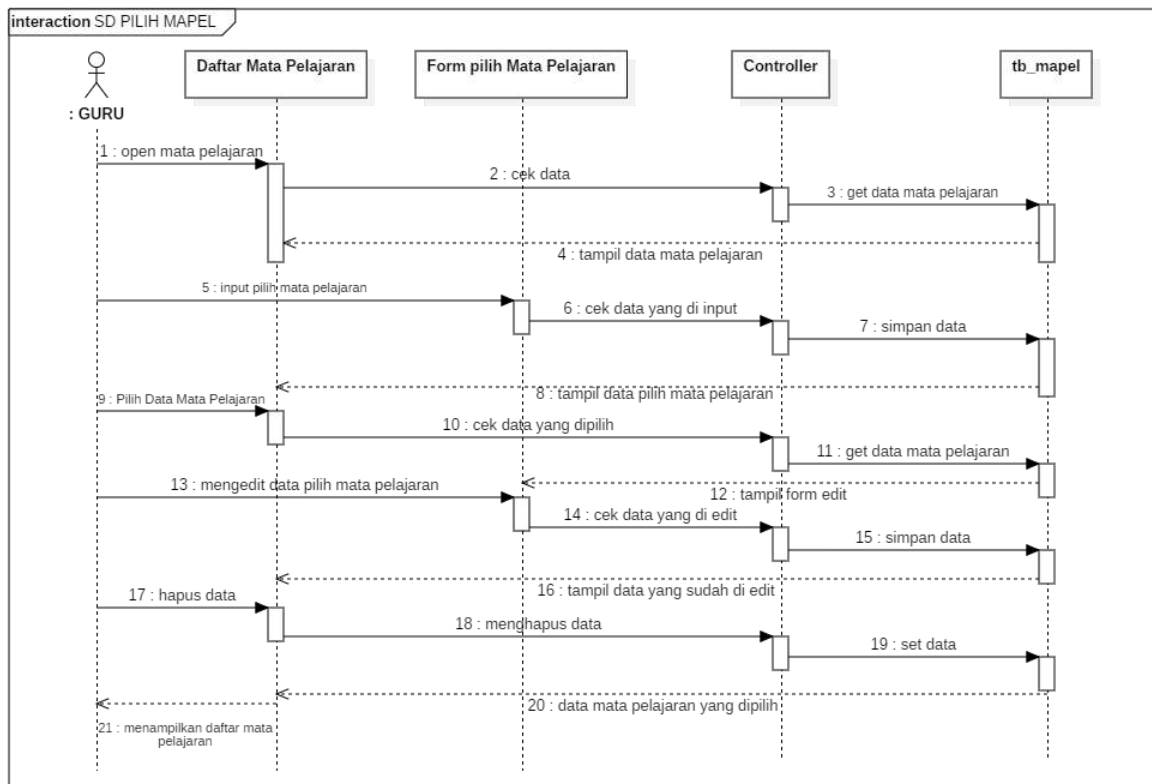 interaction SD PILIH MAPEL
Daftar Mata Pelajaran
Form pilih Mata Pelajaran
Controller
tb_mapel
: GURU
1 : open mata pelajaran
2 : cek data
3 : get data mata pelajaran
4 : tampil data mata pelajaran
5 : input pilih mata pelajaran
6 : cek data yang di input
7 : simpan data
8 : tampil data pilih mata pelajaran
9 : Pilih Data Mata Pelajaran
10 : cek data yang dipilih
11 : get data mata pelajaran
12 : tampil form edit
13 : mengedit data pilih mata pelajaran
14 : cek data yang di edit
15 : simpan data
16 : tampil data yang sudah di edit
17 : hapus data
18 : menghapus data
19 : set data
20 : data mata pelajaran yang dipilih
21 : menampilkan daftar mata
pelajaran